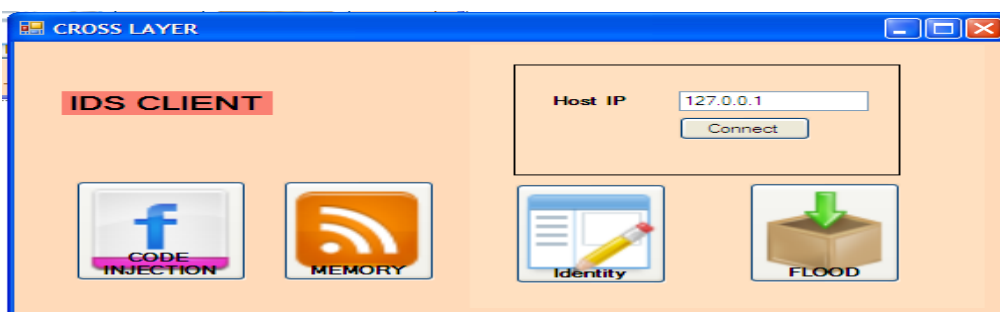 CROSS LAYER
IDS CLIENT
Host IP
127.0.0.1
Connect
f
CODE
INJECTION
MEMORY
Identity
FLOOD